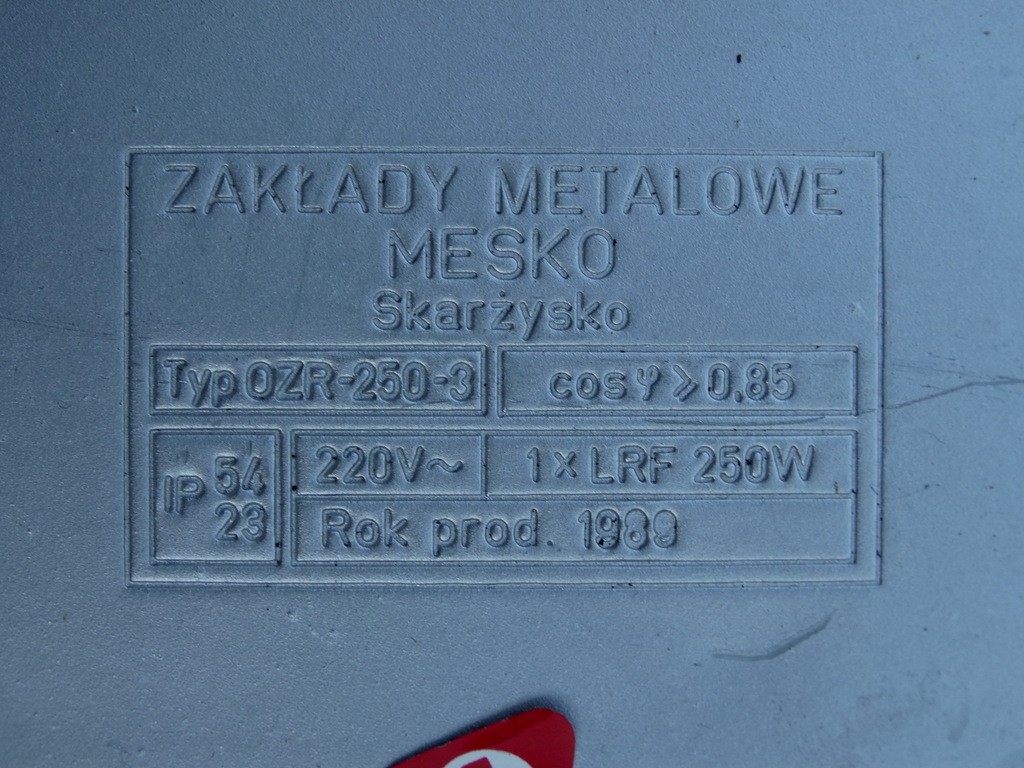 ZAKŁADY METALOWE
MESKO
Skarżysko
Typ OZR-250-3 cos φ ⩾ 0,85
IP 54 220V~ 1 x LRF 250W
23 Rok prod. 1989